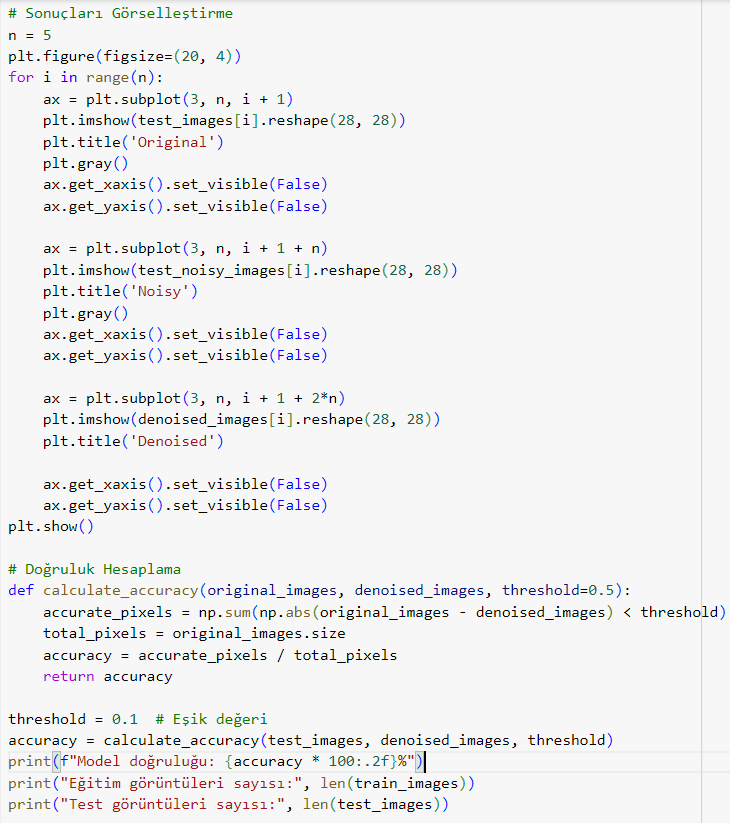 # Sonuçları Görselleştirme
n = 5
plt.figure(figsize=(20, 4))
for i in range(n):
    ax = plt.subplot(3, n, i + 1)
    plt.imshow(test_images[i].reshape(28, 28))
    plt.title('Original')
    plt.gray()
    ax.get_xaxis().set_visible(False)
    ax.get_yaxis().set_visible(False)

    ax = plt.subplot(3, n, i + 1 + n)
    plt.imshow(test_noisy_images[i].reshape(28, 28))
    plt.title('Noisy')
    plt.gray()
    ax.get_xaxis().set_visible(False)
    ax.get_yaxis().set_visible(False)

    ax = plt.subplot(3, n, i + 1 + 2*n)
    plt.imshow(denoised_images[i].reshape(28, 28))
    plt.title('Denoised')

    ax.get_xaxis().set_visible(False)
    ax.get_yaxis().set_visible(False)
plt.show()

# Doğruluk Hesaplama
def calculate_accuracy(original_images, denoised_images, threshold=0.5):
    accurate_pixels = np.sum(np.abs(original_images - denoised_images) < threshold)
    total_pixels = original_images.size
    accuracy = accurate_pixels / total_pixels
    return accuracy

threshold = 0.1  # Eşik değeri
accuracy = calculate_accuracy(test_images, denoised_images, threshold)
print(f"Model doğruluğu: {accuracy * 100:.2f}%")
print("Eğitim görüntüleri sayısı:", len(train_images))
print("Test görüntüleri sayısı:", len(test_images))